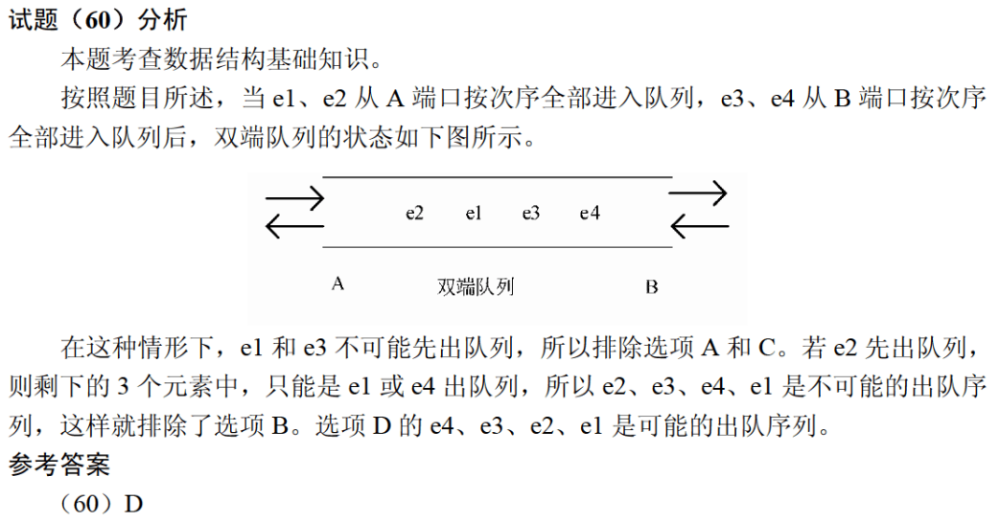 试题（60）分析
本题考查数据结构基础知识。
按照题目所述，当 e1、e2 从 A 端口按次序全部进入队列，e3、e4 从 B 端口按次序
全部进入队列后，双端队列的状态如下图所示。
e2 e1 e3 e4
A 双端队列 B
在这种情形下，e1 和 e3 不可能先出队列，所以排除选项 A 和 C。若 e2 先出队列，
则剩下的 3 个元素中，只能是 e1 或 e4 出队列，所以 e2、e3、e4、e1 是不可能的出队序
列，这样就排除了选项 B。选项 D 的 e4、e3、e2、e1 是可能的出队序列。
参考答案
（60）D